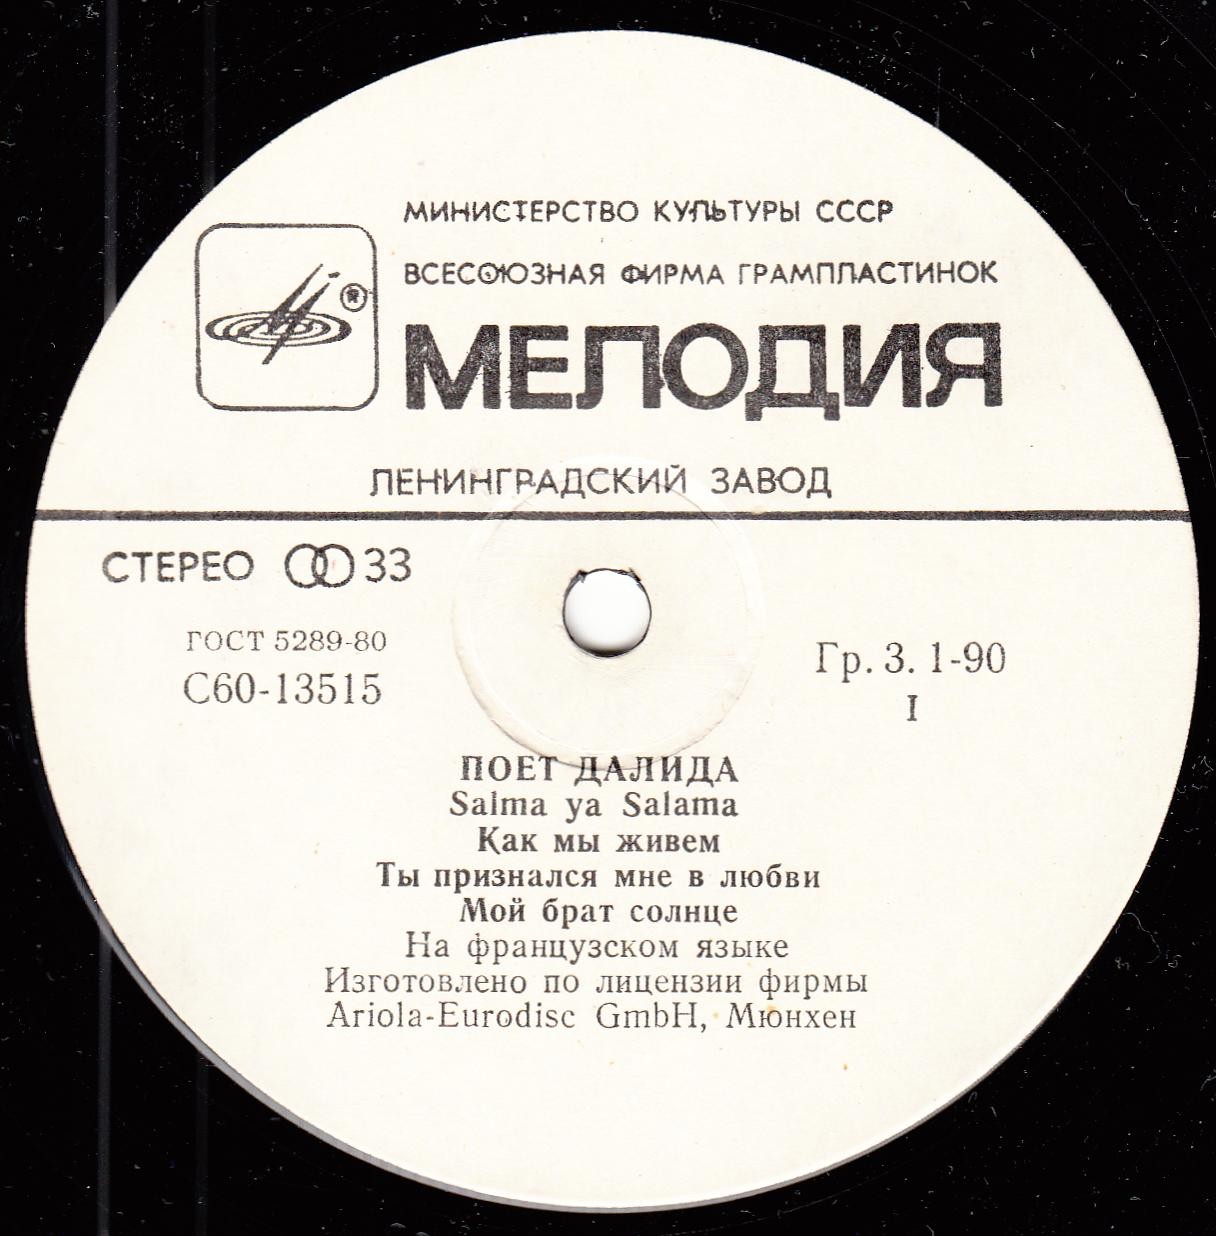 МИНИСТЕРСТВО КУЛЬТУРЫ СССР
ВСЕСОЮЗНАЯ ФИРМА ГРАМПЛАСТИНОК
®
МЕЛОДИЯ
ЛЕНИНГРАДСКИЙ ЗАВОД
СТЕРЕО 33
ГОСТ 5289-80
С60-13515
Гр. 3. 1-90
I
ПОЕТ ДАЛИДА
Salma ya Salama
Как мы живем
Ты признался мне в любви
Мой брат солнце
На французском языке
Изготовлено по лицензии фирмы
Ariola-Eurodisc GmbH, Мюнхен